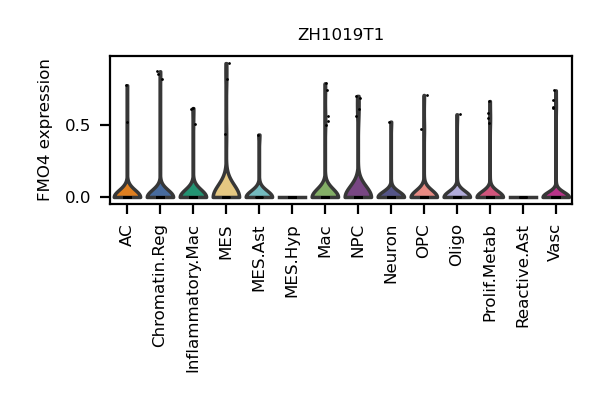 ZH1019T1
FMO4 expression
0.5
0.0
AC
Chromatin.Reg
Inflammatory.Mac
MES
MES.Ast
MES.Hyp
Mac
NPC
Neuron
OPC
Oligo
Prolif.Metab
Reactive.Ast
Vasc